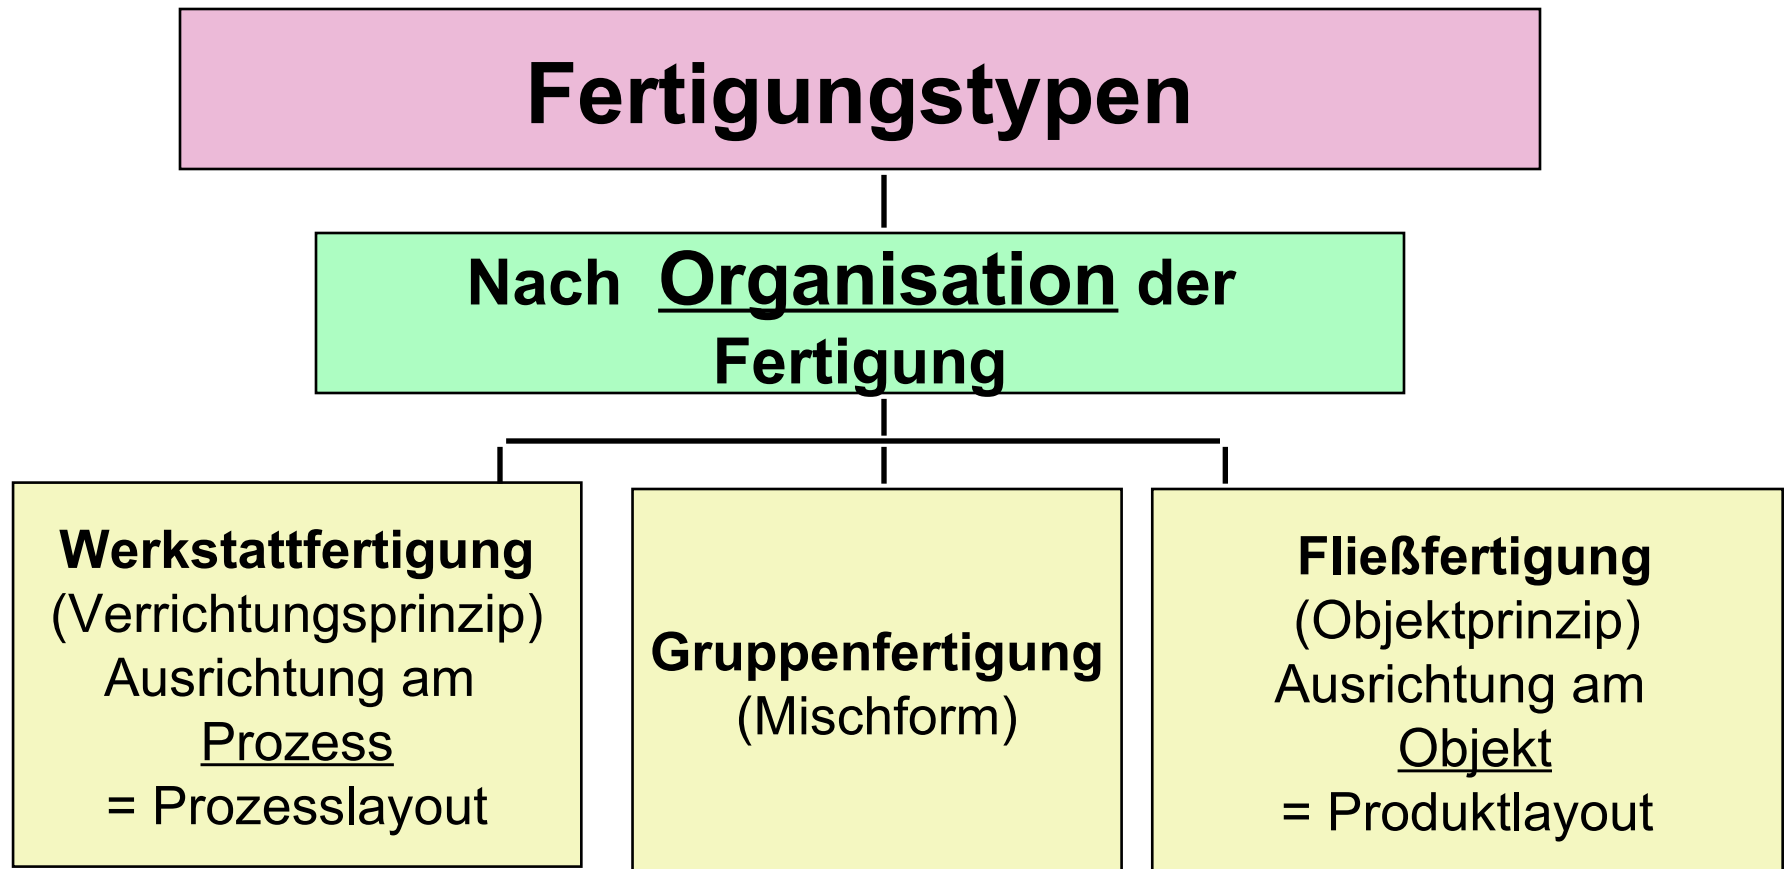 Fertigungstypen
Nach Organisation der
Fertigung
Werkstattfertigung
(Verrichtungsprinzip)
Ausrichtung am
Prozess
= Prozesslayout
Gruppenfertigung
(Mischform)
Fließfertigung
(Objektprinzip)
Ausrichtung am
Objekt
= Produktlayout